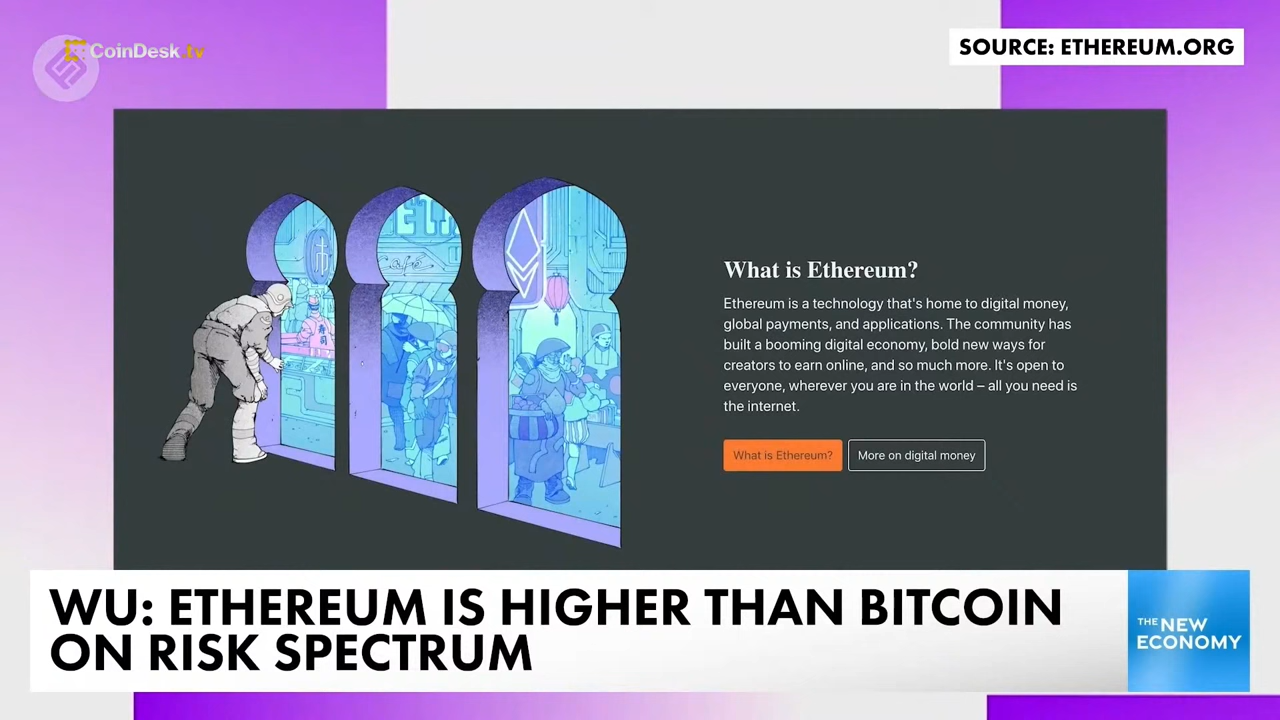 CoinDesk.tv
SOURCE: ETHEREUM.ORG
ETH
Café
What is Ethereum?
Ethereum is a technology that's home to digital money,
global payments, and applications. The community has
built a booming digital economy, bold new ways for
creators to earn online, and so much more. It's open to
everyone, wherever you are in the world – all you need is
the internet.
What is Ethereum?
More on digital money
WU: ETHEREUM IS HIGHER THAN BITCOIN
ON RISK SPECTRUM
THE NEW
ECONOMY